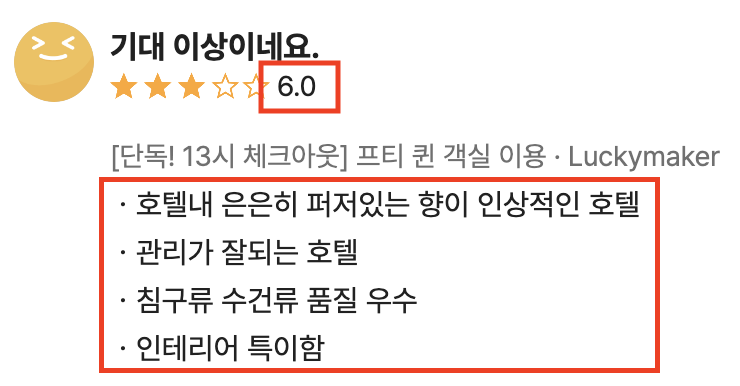 기대 이상이네요.
6.0
[단독! 13시 체크아웃] 프티 퀸 객실 이용 · Luckymaker
· 호텔내 은은히 퍼저있는 향이 인상적인 호텔
· 관리가 잘되는 호텔
· 침구류 수건류 품질 우수
· 인테리어 특이함